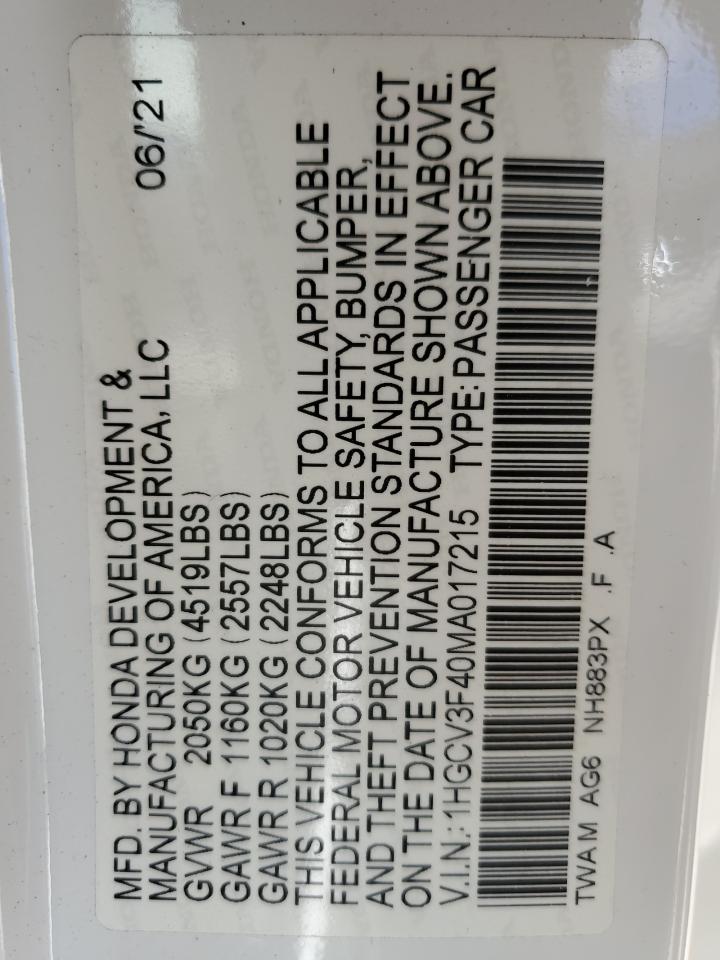 MFD. BY HONDA DEVELOPMENT &
MANUFACTURING OF AMERICA, LLC 06/'21
GVWR 2050KG (4519LBS)
GAWR F 1160KG (2557LBS)
GAWR R 1020KG (2248LBS)
THIS VEHICLE CONFORMS TO ALL APPLICABLE
FEDERAL MOTOR VEHICLE SAFETY, BUMPER,
AND THEFT PREVENTION STANDARDS IN EFFECT
ON THE DATE OF MANUFACTURE SHOWN ABOVE.
V.I.N.: 1HGCV3F40MA017215 TYPE: PASSENGER CAR
TWAM AG6 NH883PX .F .A